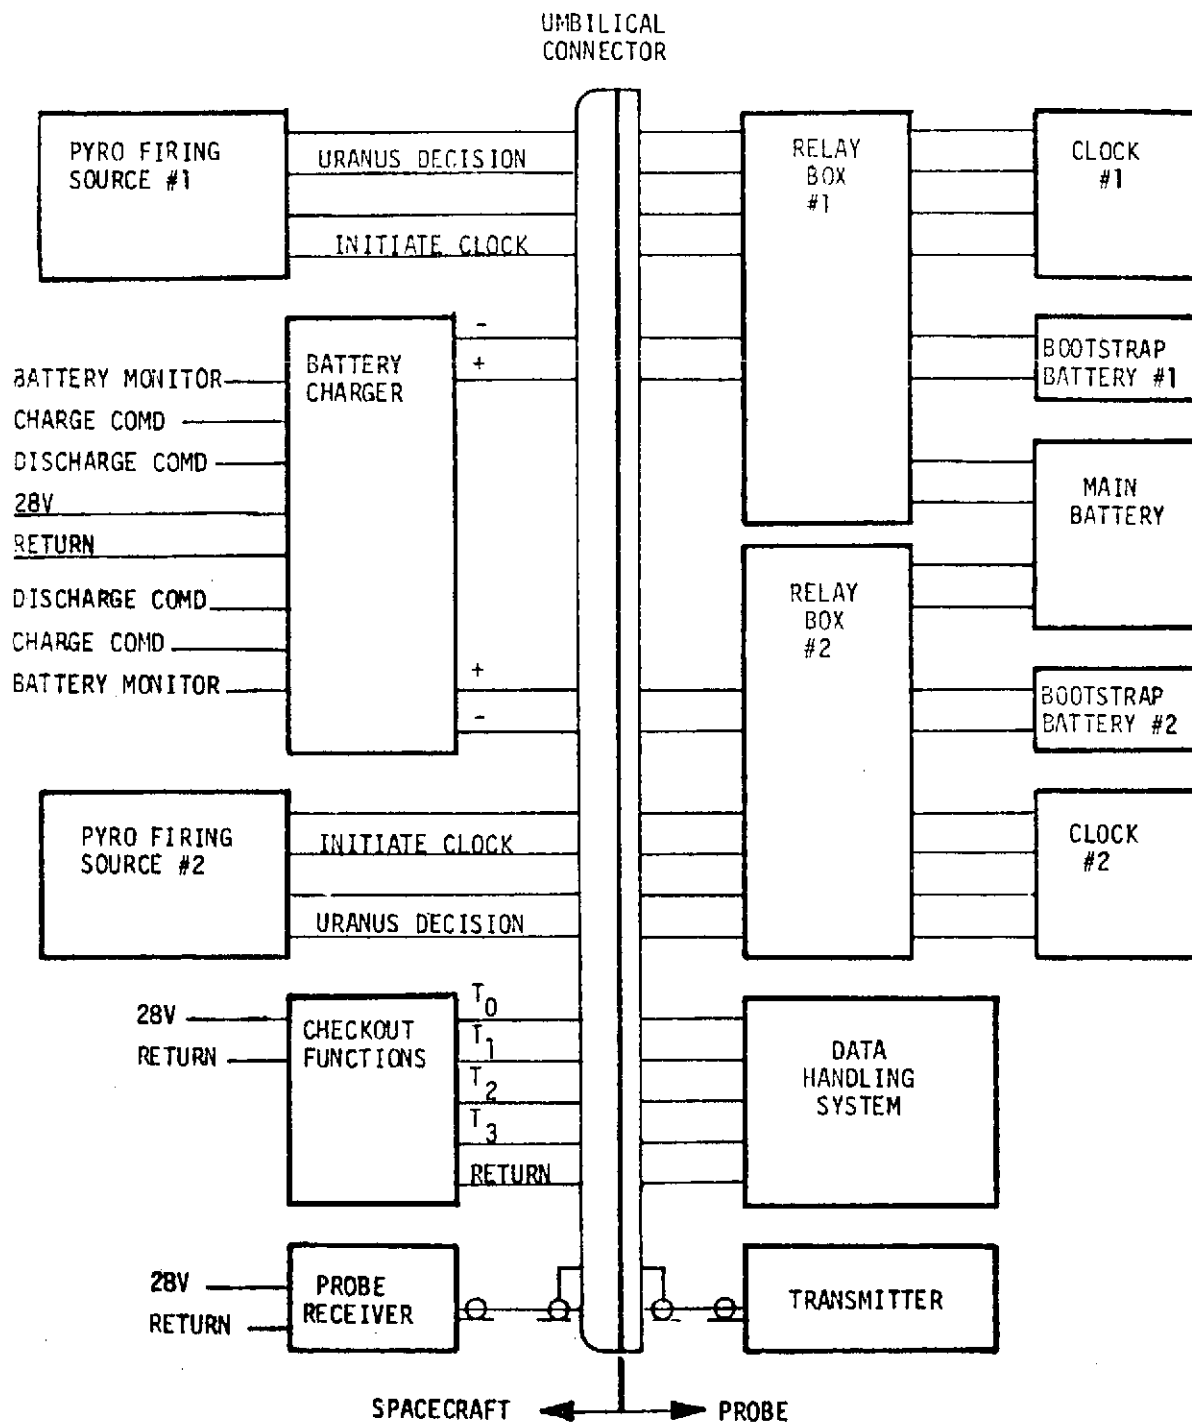 UMBILICAL
CONNECTOR
PYRO FIRING
SOURCE #1
URANUS DECISION
INITIATE CLOCK
RELAY
BOX
#1
CLOCK
#1
BATTERY
CHARGER
-
+
BATTERY MONITOR
CHARGE COMD
DISCHARGE COMD
28V
RETURN
DISCHARGE COMD
CHARGE COMD
BATTERY MONITOR
+
-
BOOTSTRAP
BATTERY #1
MAIN
BATTERY
RELAY
BOX
#2
BOOTSTRAP
BATTERY #2
PYRO FIRING
SOURCE #2
INITIATE CLOCK
URANUS DECISION
CLOCK
#2
28V
RETURN
CHECKOUT
FUNCTIONS
T0
T1
T2
T3
RETURN
DATA
HANDLING
SYSTEM
28V
RETURN
PROBE
RECEIVER
TRANSMITTER
SPACECRAFT
PROBE